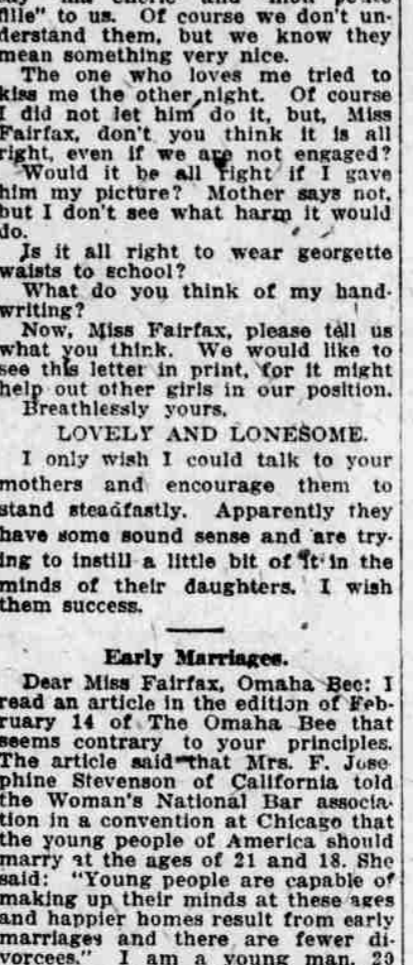 flile" to us. Of course we don't un-
derstand them, but we know they
mean something very nice.
The one who loves me tried to
kiss me the other night. Of course
I did not let him do it, but, Miss
Fairfax, don't you think it is all
right, even if we are not engaged?
Would it be all right if I gave
him my picture? Mother says not,
but I don't see what harm it would
do.
Is it all right to wear georgette
waists to school?
What do you think of my hand-
writing?
Now, Miss Fairfax, please tell us
what you think. We would like to
see this letter in print, for it might
help out other girls in our position.
Breathlessly yours,
LOVELY AND LONESOME.
I only wish I could talk to your
mothers and encourage them to
stand steadfastly. Apparently they
have some sound sense and are try-
ing to instill a little bit of it in the
minds of their daughters. I wish
them success.
Early Marriages.
Dear Miss Fairfax, Omaha Bee: I
read an article in the edition of Feb-
ruary 14 of The Omaha Bee that
seems contrary to your principles.
The article said that Mrs. F. Jose-
phine Stevenson of California told
the Woman's National Bar associa-
tion in a convention at Chicago that
the young people of America should
marry at the ages of 21 and 18. She
said: "Young people are capable of
making up their minds at these ages
and happier homes result from early
marriages and there are fewer di-
vorcees." I am a young man, 20